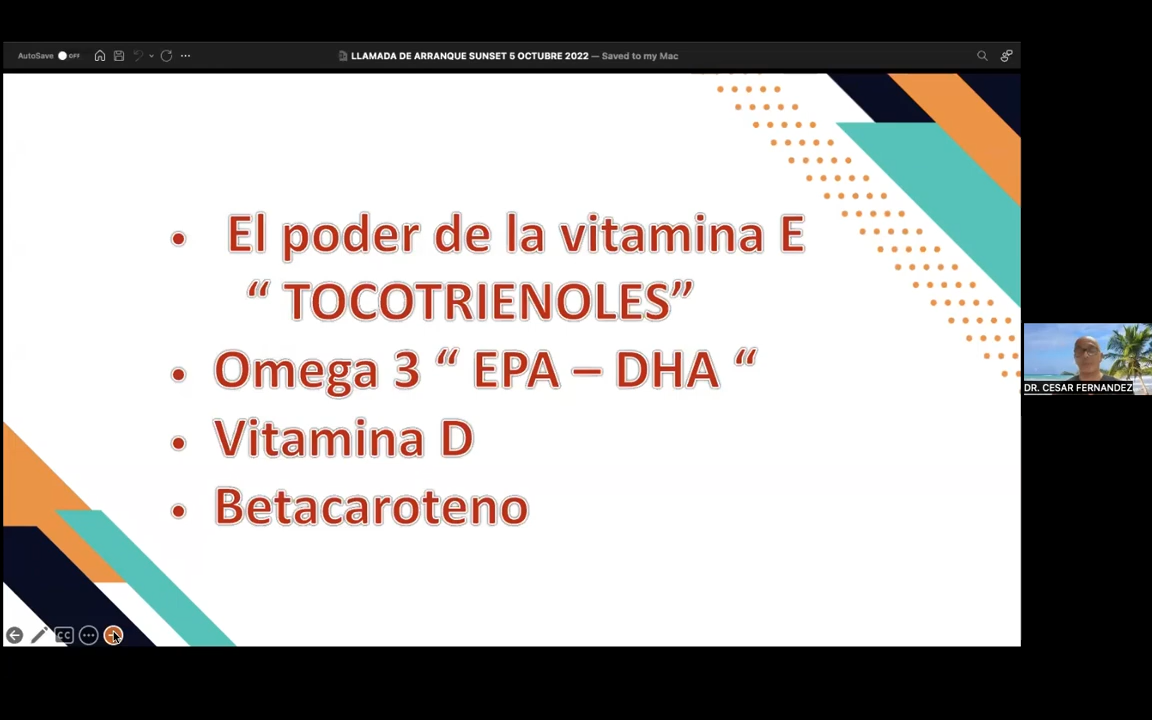 AutoSave OFF
LLAMADA DE ARRANQUE SUNSET 5 OCTUBRE 2022 — Saved to my Mac
• El poder de la vitamina E
“ TOCOTRIENOLES”
• Omega 3 “ EPA – DHA “
• Vitamina D
• Betacaroteno
CC
DR. CESAR FERNANDEZ